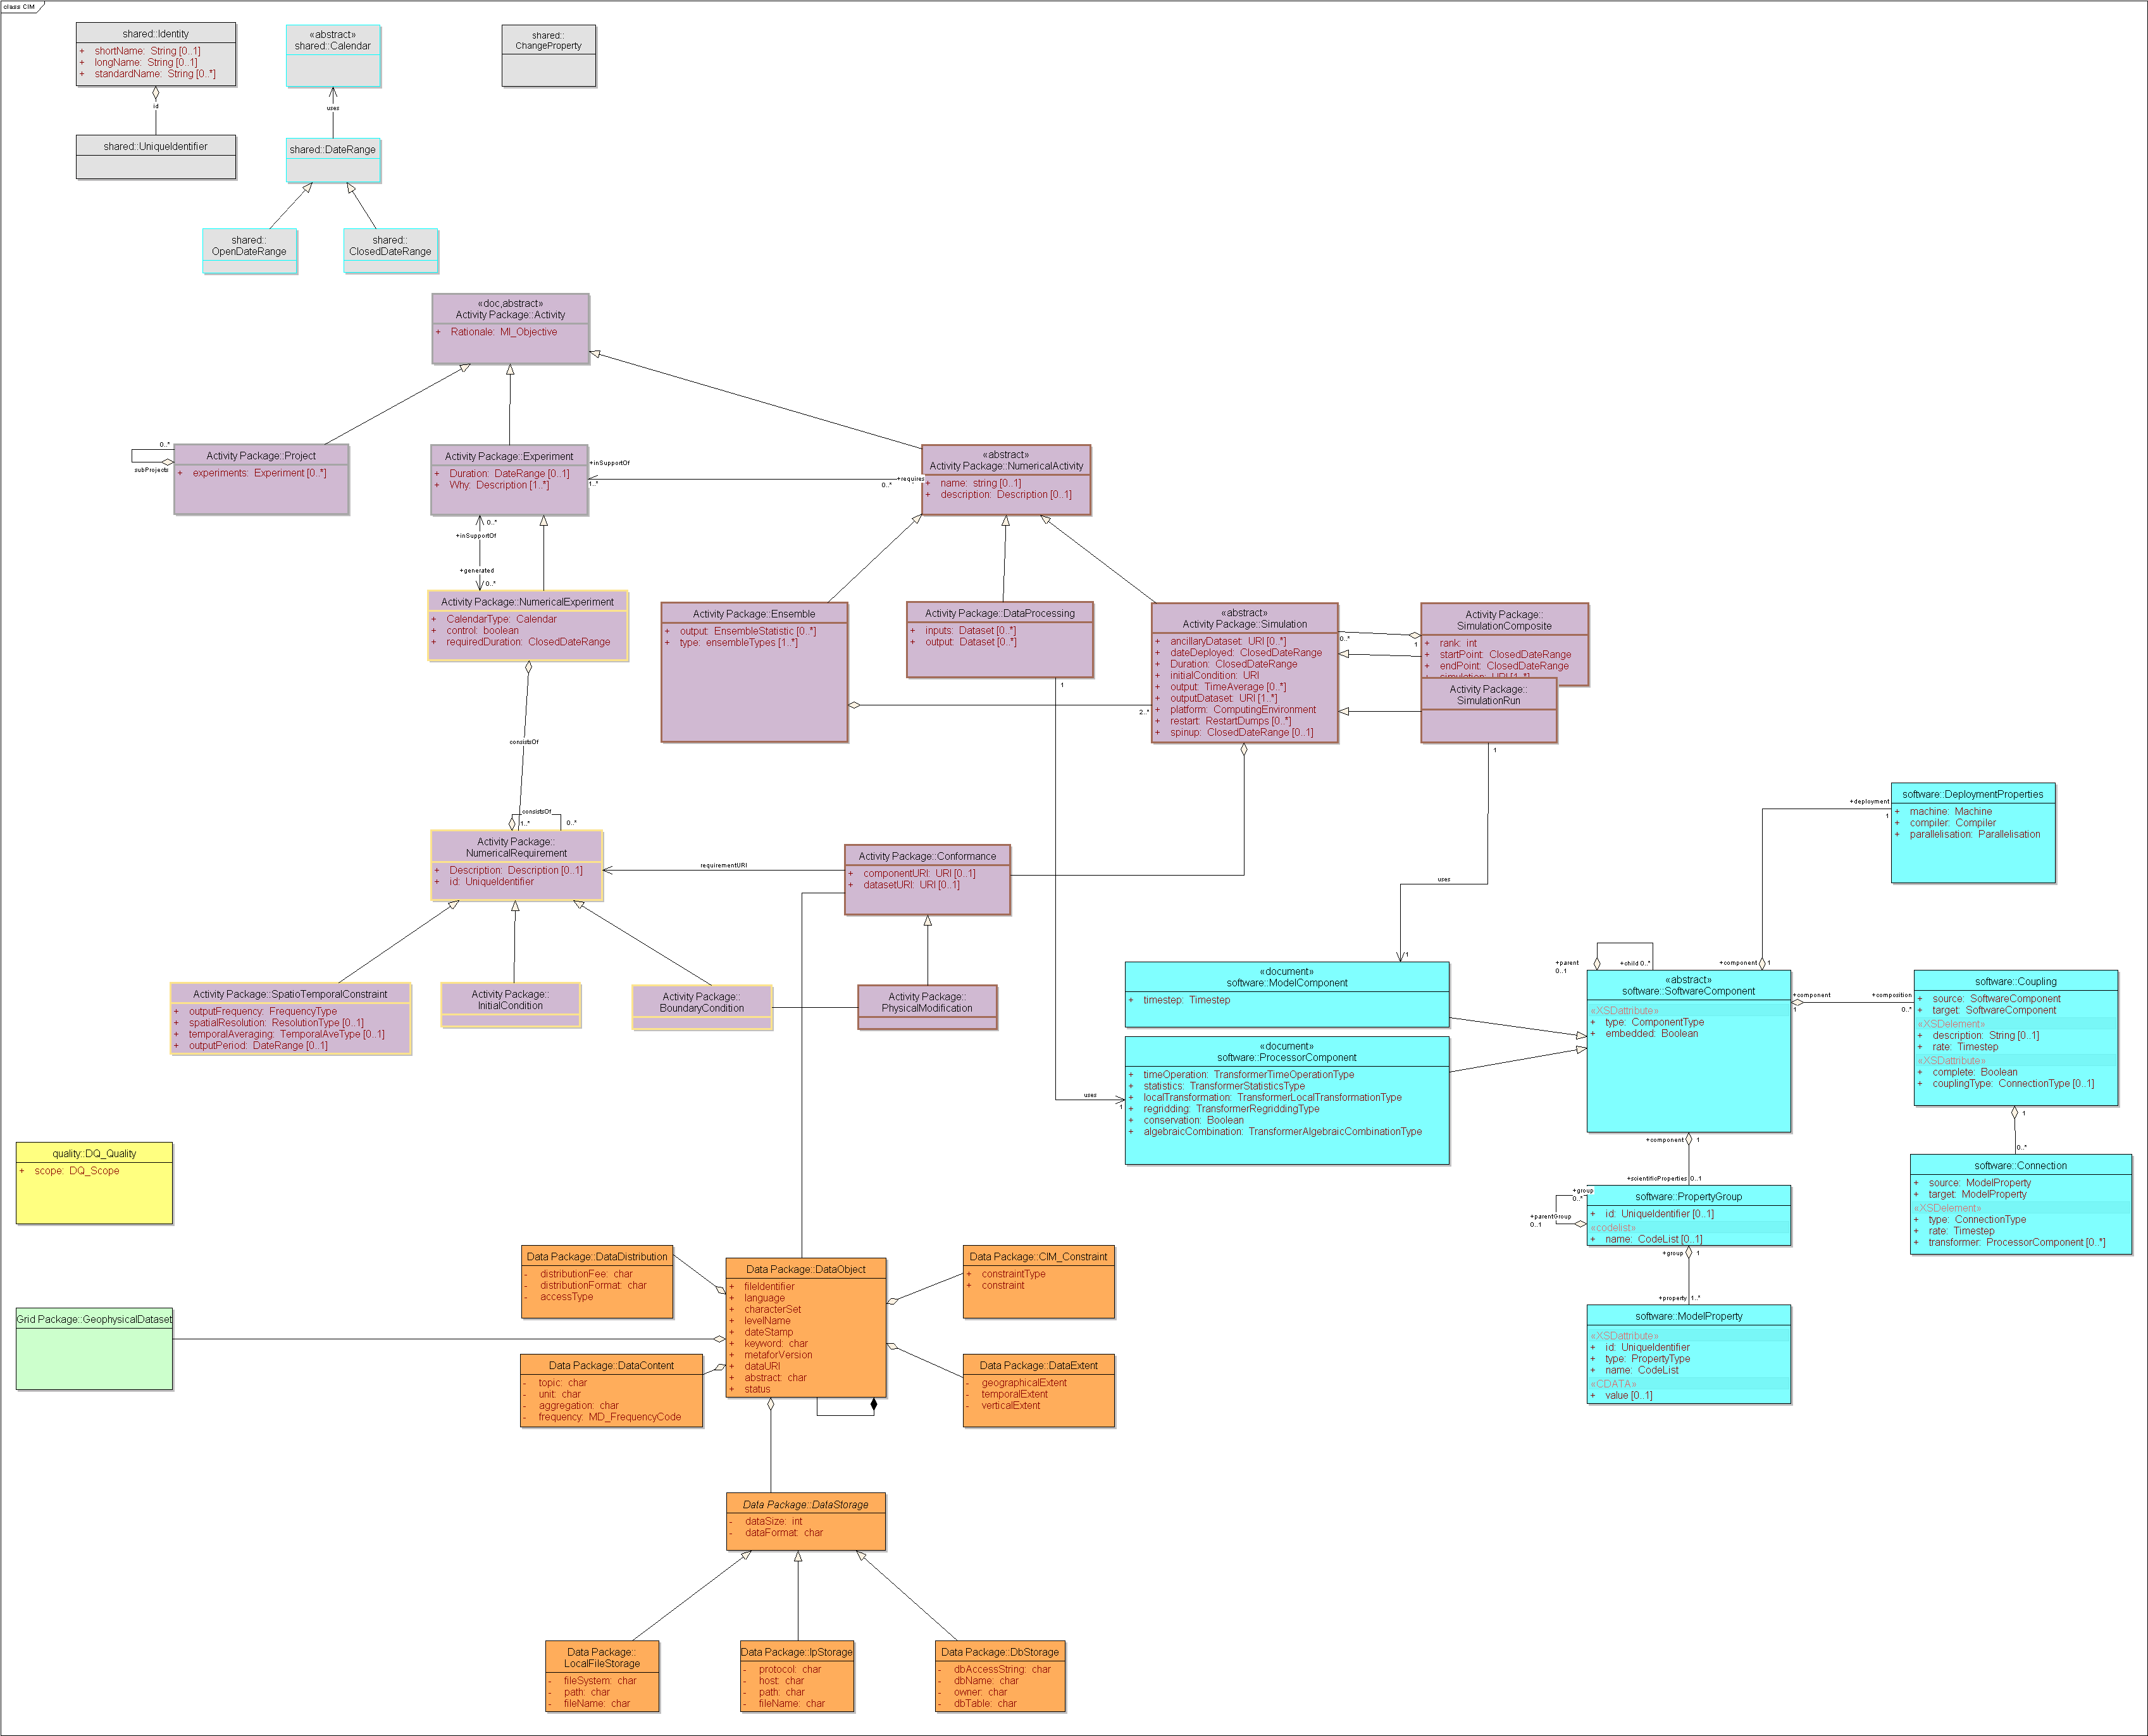 class CIM
shared::Identity
+ shortName: String [0..1]
+ longName: String [0..1]
+ standardName: String [0..*]
id
shared::UniqueIdentifier
«abstract»
shared::Calendar
uses
shared::DateRange
shared::
OpenDateRange
shared::
ClosedDateRange
shared::
ChangeProperty
«doc,abstract»
Activity Package::Activity
+ Rationale: MI_Objective
0..*
subProjects
Activity Package::Project
+ experiments: Experiment [0..*]
Activity Package::Experiment
+ Duration: DateRange [0..1]
+ Why: Description [1..*]
+inSupportOf
1..*
0..*
+requires
«abstract»
Activity Package::NumericalActivity
+ name: string [0..1]
+ description: Description [0..1]
0..*
+inSupportOf
+generated
0..*
Activity Package::NumericalExperiment
+ CalendarType: Calendar
+ control: boolean
+ requiredDuration: ClosedDateRange
consistsOf
Activity Package::Ensemble
+ output: EnsembleStatistic [0..*]
+ type: ensembleTypes [1..*]
Activity Package::DataProcessing
+ inputs: Dataset [0..*]
+ output: Dataset [0..*]
1
«abstract»
Activity Package::Simulation
+ ancillaryDataset: URI [0..*]
+ dateDeployed: ClosedDateRange
+ Duration: ClosedDateRange
+ initialCondition: URI
+ output: TimeAverage [0..*]
+ outputDataset: URI [1..*]
+ platform: ComputingEnvironment
+ restart: RestartDumps [0..*]
+ spinup: ClosedDateRange [0..1]
2..*
0..*
1
Activity Package::
SimulationComposite
+ rank: int
+ startPoint: ClosedDateRange
+ endPoint: ClosedDateRange
+ simulation: URI [1..*]
Activity Package::
SimulationRun
1
uses
1
consistsOf
1..*
0..*
Activity Package::
NumericalRequirement
+ Description: Description [0..1]
+ id: UniqueIdentifier
requirementURI
Activity Package::Conformance
+ componentURI: URI [0..1]
+ datasetURI: URI [0..1]
Activity Package::SpatioTemporalConstraint
+ outputFrequency: FrequencyType
+ spatialResolution: ResolutionType [0..1]
+ temporalAveraging: TemporalAveType [0..1]
+ outputPeriod: DateRange [0..1]
Activity Package::
InitialCondition
Activity Package::
BoundaryCondition
Activity Package::
PhysicalModification
software::DeploymentProperties
+ machine: Machine
+ compiler: Compiler
+ parallelisation: Parallelisation
+deployment
1
+component
1
+parent
0..1
+child 0..*
«document»
software::ModelComponent
+ timestep: Timestep
«document»
software::ProcessorComponent
+ timeOperation: TransformerTimeOperationType
+ statistics: TransformerStatisticsType
+ localTransformation: TransformerLocalTransformationType
+ regridding: TransformerRegriddingType
+ conservation: Boolean
+ algebraicCombination: TransformerAlgebraicCombinationType
uses
1
«abstract»
software::SoftwareComponent
«XSDattribute»
+ type: ComponentType
+ embedded: Boolean
+component
1
+composition
0..*
software::Coupling
+ source: SoftwareComponent
+ target: SoftwareComponent
«XSDelement»
+ description: String [0..1]
+ rate: Timestep
«XSDattribute»
+ complete: Boolean
+ couplingType: ConnectionType [0..1]
1
0..*
software::Connection
+ source: ModelProperty
+ target: ModelProperty
«XSDelement»
+ type: ConnectionType
+ rate: Timestep
+ transformer: ProcessorComponent [0..*]
+component
1
+scientificProperties 0..1
+group
0..*
+parentGroup
0..1
software::PropertyGroup
+ id: UniqueIdentifier [0..1]
«codelist»
+ name: CodeList [0..1]
+group
1
+property 1..*
software::ModelProperty
«XSDattribute»
+ id: UniqueIdentifier
+ type: PropertyType
+ name: CodeList
«CDATA»
+ value [0..1]
quality::DQ_Quality
+ scope: DQ_Scope
Grid Package::GeophysicalDataset
Data Package::DataDistribution
- distributionFee: char
- distributionFormat: char
- accessType
Data Package::DataObject
+ fileIdentifier
+ language
+ characterSet
+ levelName
+ dateStamp
+ keyword: char
+ metaforVersion
+ dataURI
+ abstract: char
+ status
Data Package::CIM_Constraint
+ constraintType
+ constraint
Data Package::DataContent
- topic: char
- unit: char
- aggregation: char
- frequency: MD_FrequencyCode
Data Package::DataExtent
- geographicalExtent
- temporalExtent
- verticalExtent
Data Package::DataStorage
- dataSize: int
- dataFormat: char
Data Package::
LocalFileStorage
- fileSystem: char
- path: char
- fileName: char
Data Package::IpStorage
- protocol: char
- host: char
- path: char
- fileName: char
Data Package::DbStorage
- dbAccessString: char
- dbName: char
- owner: char
- dbTable: char